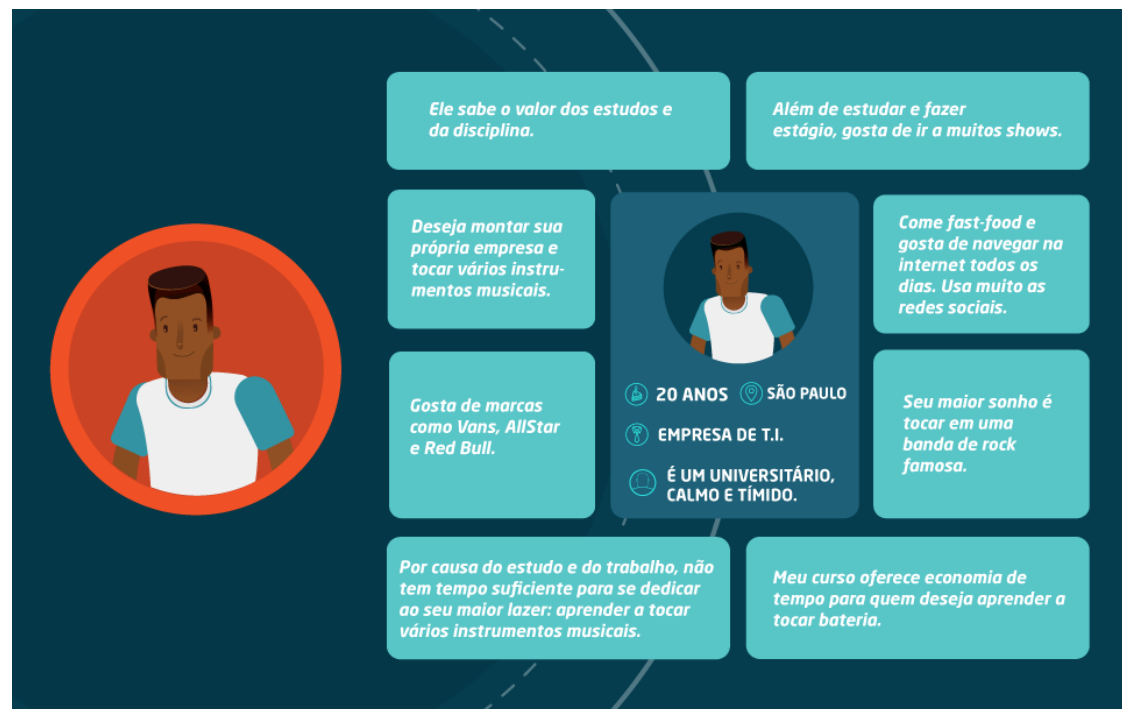 Ele sabe o valor dos estudos e
da disciplina.
Além de estudar e fazer
estágio, gosta de ir a muitos shows.
Deseja montar sua
própria empresa e
tocar vários instru-
mentos musicais.
Come fast-food e
gosta de navegar na
internet todos os
dias. Usa muito as
redes sociais.
Gosta de marcas
como Vans, AllStar
e Red Bull.
20 ANOS SÃO PAULO
EMPRESA DE T.I.
É UM UNIVERSITÁRIO,
CALMO E TÍMIDO.
Seu maior sonho é
tocar em uma
banda de rock
famosa.
Por causa do estudo e do trabalho, não
tem tempo suficiente para se dedicar
ao seu maior lazer: aprender a tocar
vários instrumentos musicais.
Meu curso oferece economia de
tempo para quem deseja aprender a
tocar bateria.